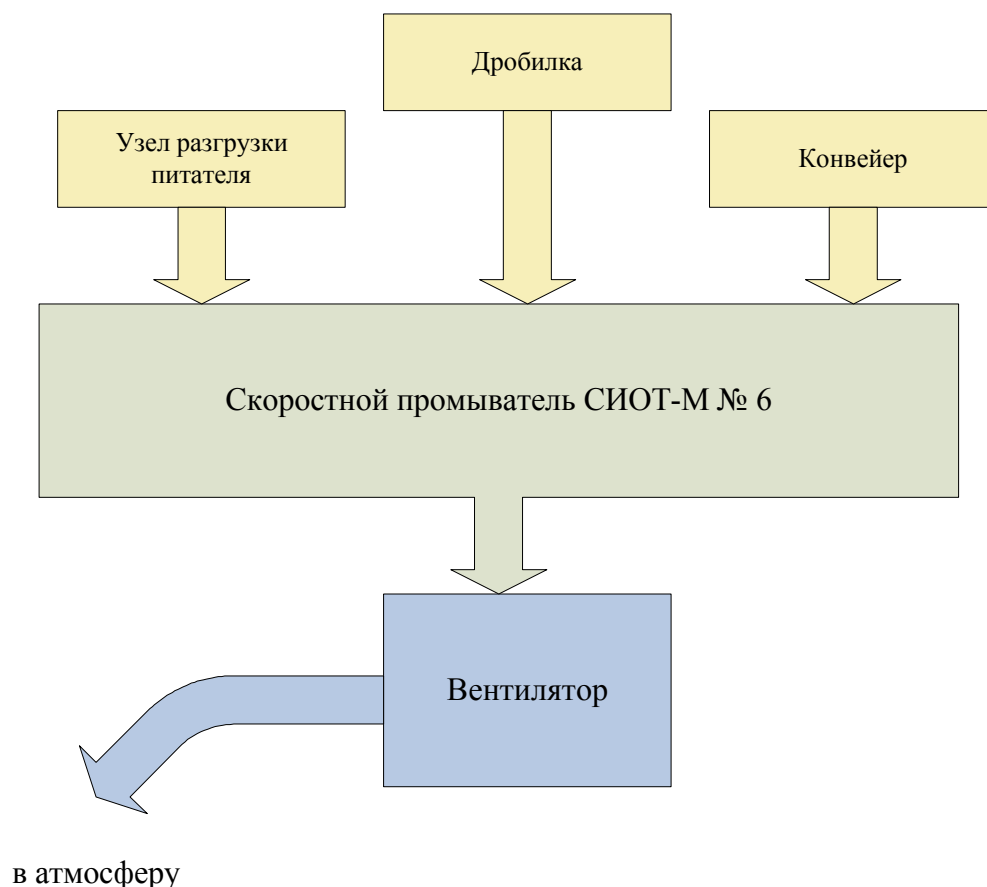 Дробилка
Узел разгрузки
питателя
Конвейер
Скоростной промыватель СИОТ-М № 6
Вентилятор
в атмосферу